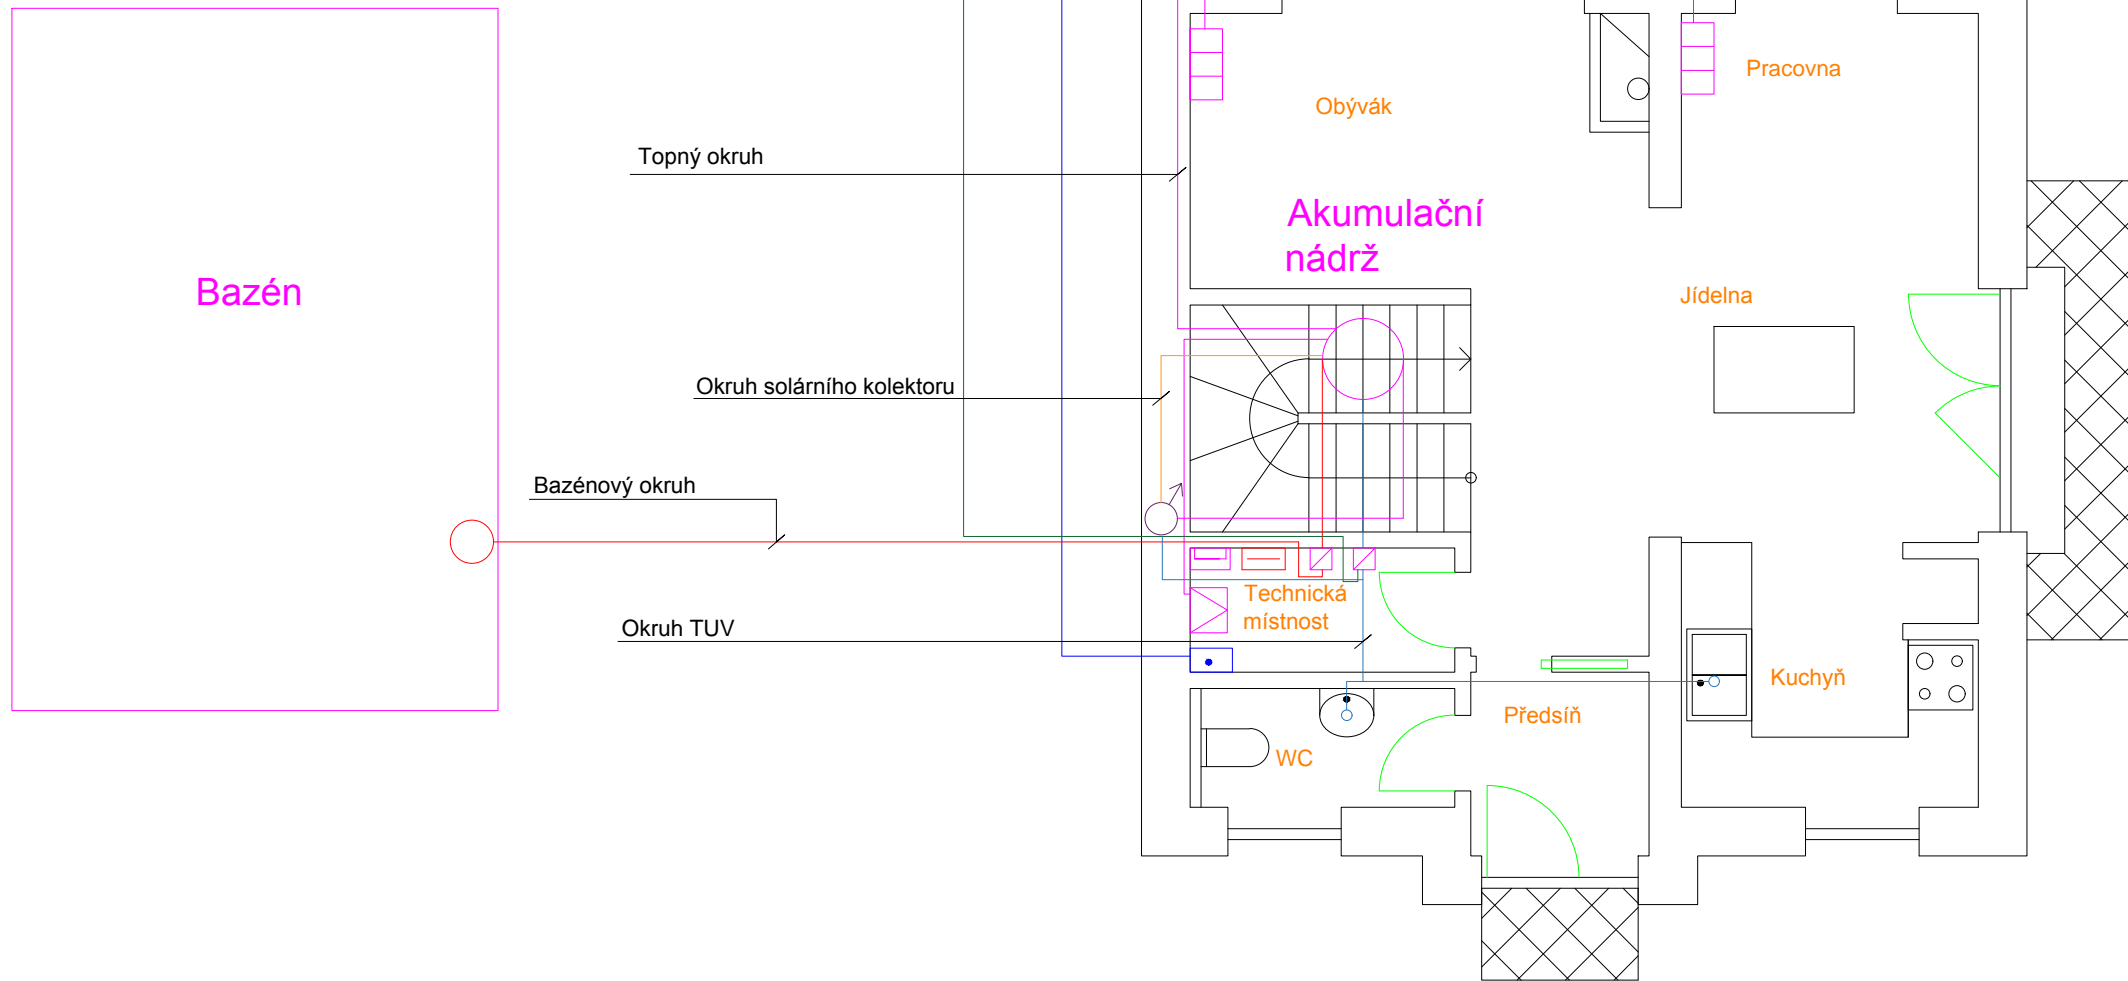 Pracovna
Obývák
Topný okruh
Akumulační
nádrž
Bazén
Jídelna
Okruh solárního kolektoru
Bazénový okruh
Technická
místnost
Okruh TUV
Kuchyň
Předsíň
WC